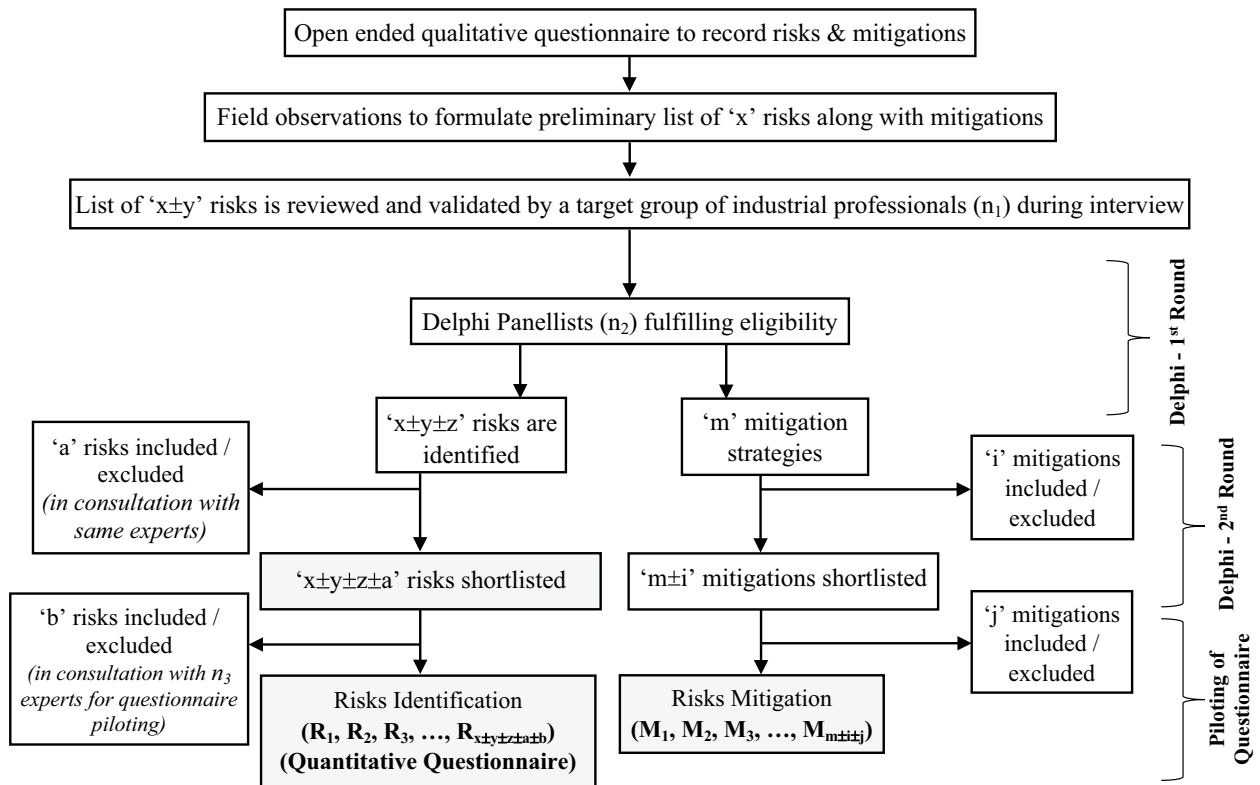 Open ended qualitative questionnaire to record risks & mitigations
Field observations to formulate preliminary list of ‘x’ risks along with mitigations
List of ‘x±y’ risks is reviewed and validated by a target group of industrial professionals (n₁) during interview
Delphi Panellists (n₂) fulfilling eligibility
Delphi - 1ˢᵗ Round
‘x±y±z’ risks are
identified
‘m’ mitigation
strategies
‘a’ risks included /
excluded
(in consultation with
same experts)
‘i’ mitigations
included /
excluded
Delphi - 2ⁿᵈ Round
‘x±y±z±a’ risks shortlisted
‘m±i’ mitigations shortlisted
‘b’ risks included /
excluded
(in consultation with n₃
experts for questionnaire
piloting)
‘j’ mitigations
included /
excluded
Piloting of
Questionnaire
Risks Identification
(R₁, R₂, R₃, …, Rx±y±z±a±b)
(Quantitative Questionnaire)
Risks Mitigation
(M₁, M₂, M₃, …, Mm±i±j)